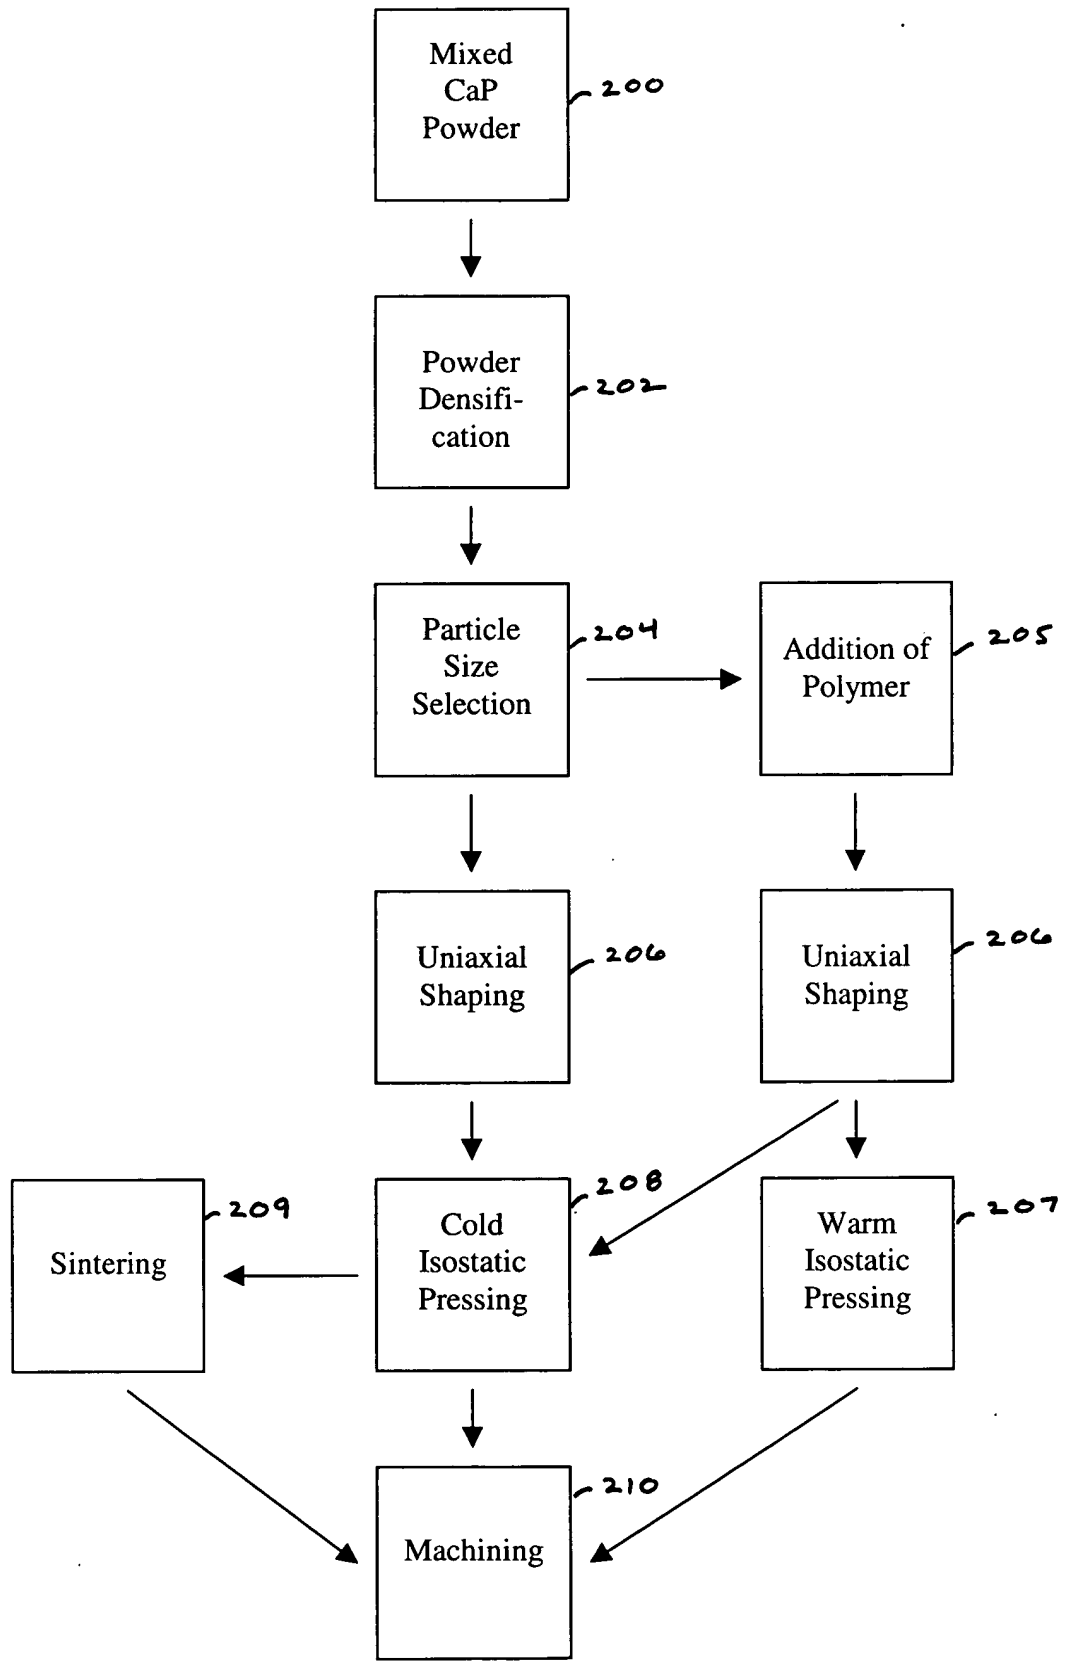 Mixed
CaP
Powder
200
Powder
Densifi-
cation
202
Particle
Size
Selection
204
Addition of
Polymer
205
Uniaxial
Shaping
206
Uniaxial
Shaping
206
Sintering
209
Cold
Isostatic
Pressing
208
Warm
Isostatic
Pressing
207
Machining
210